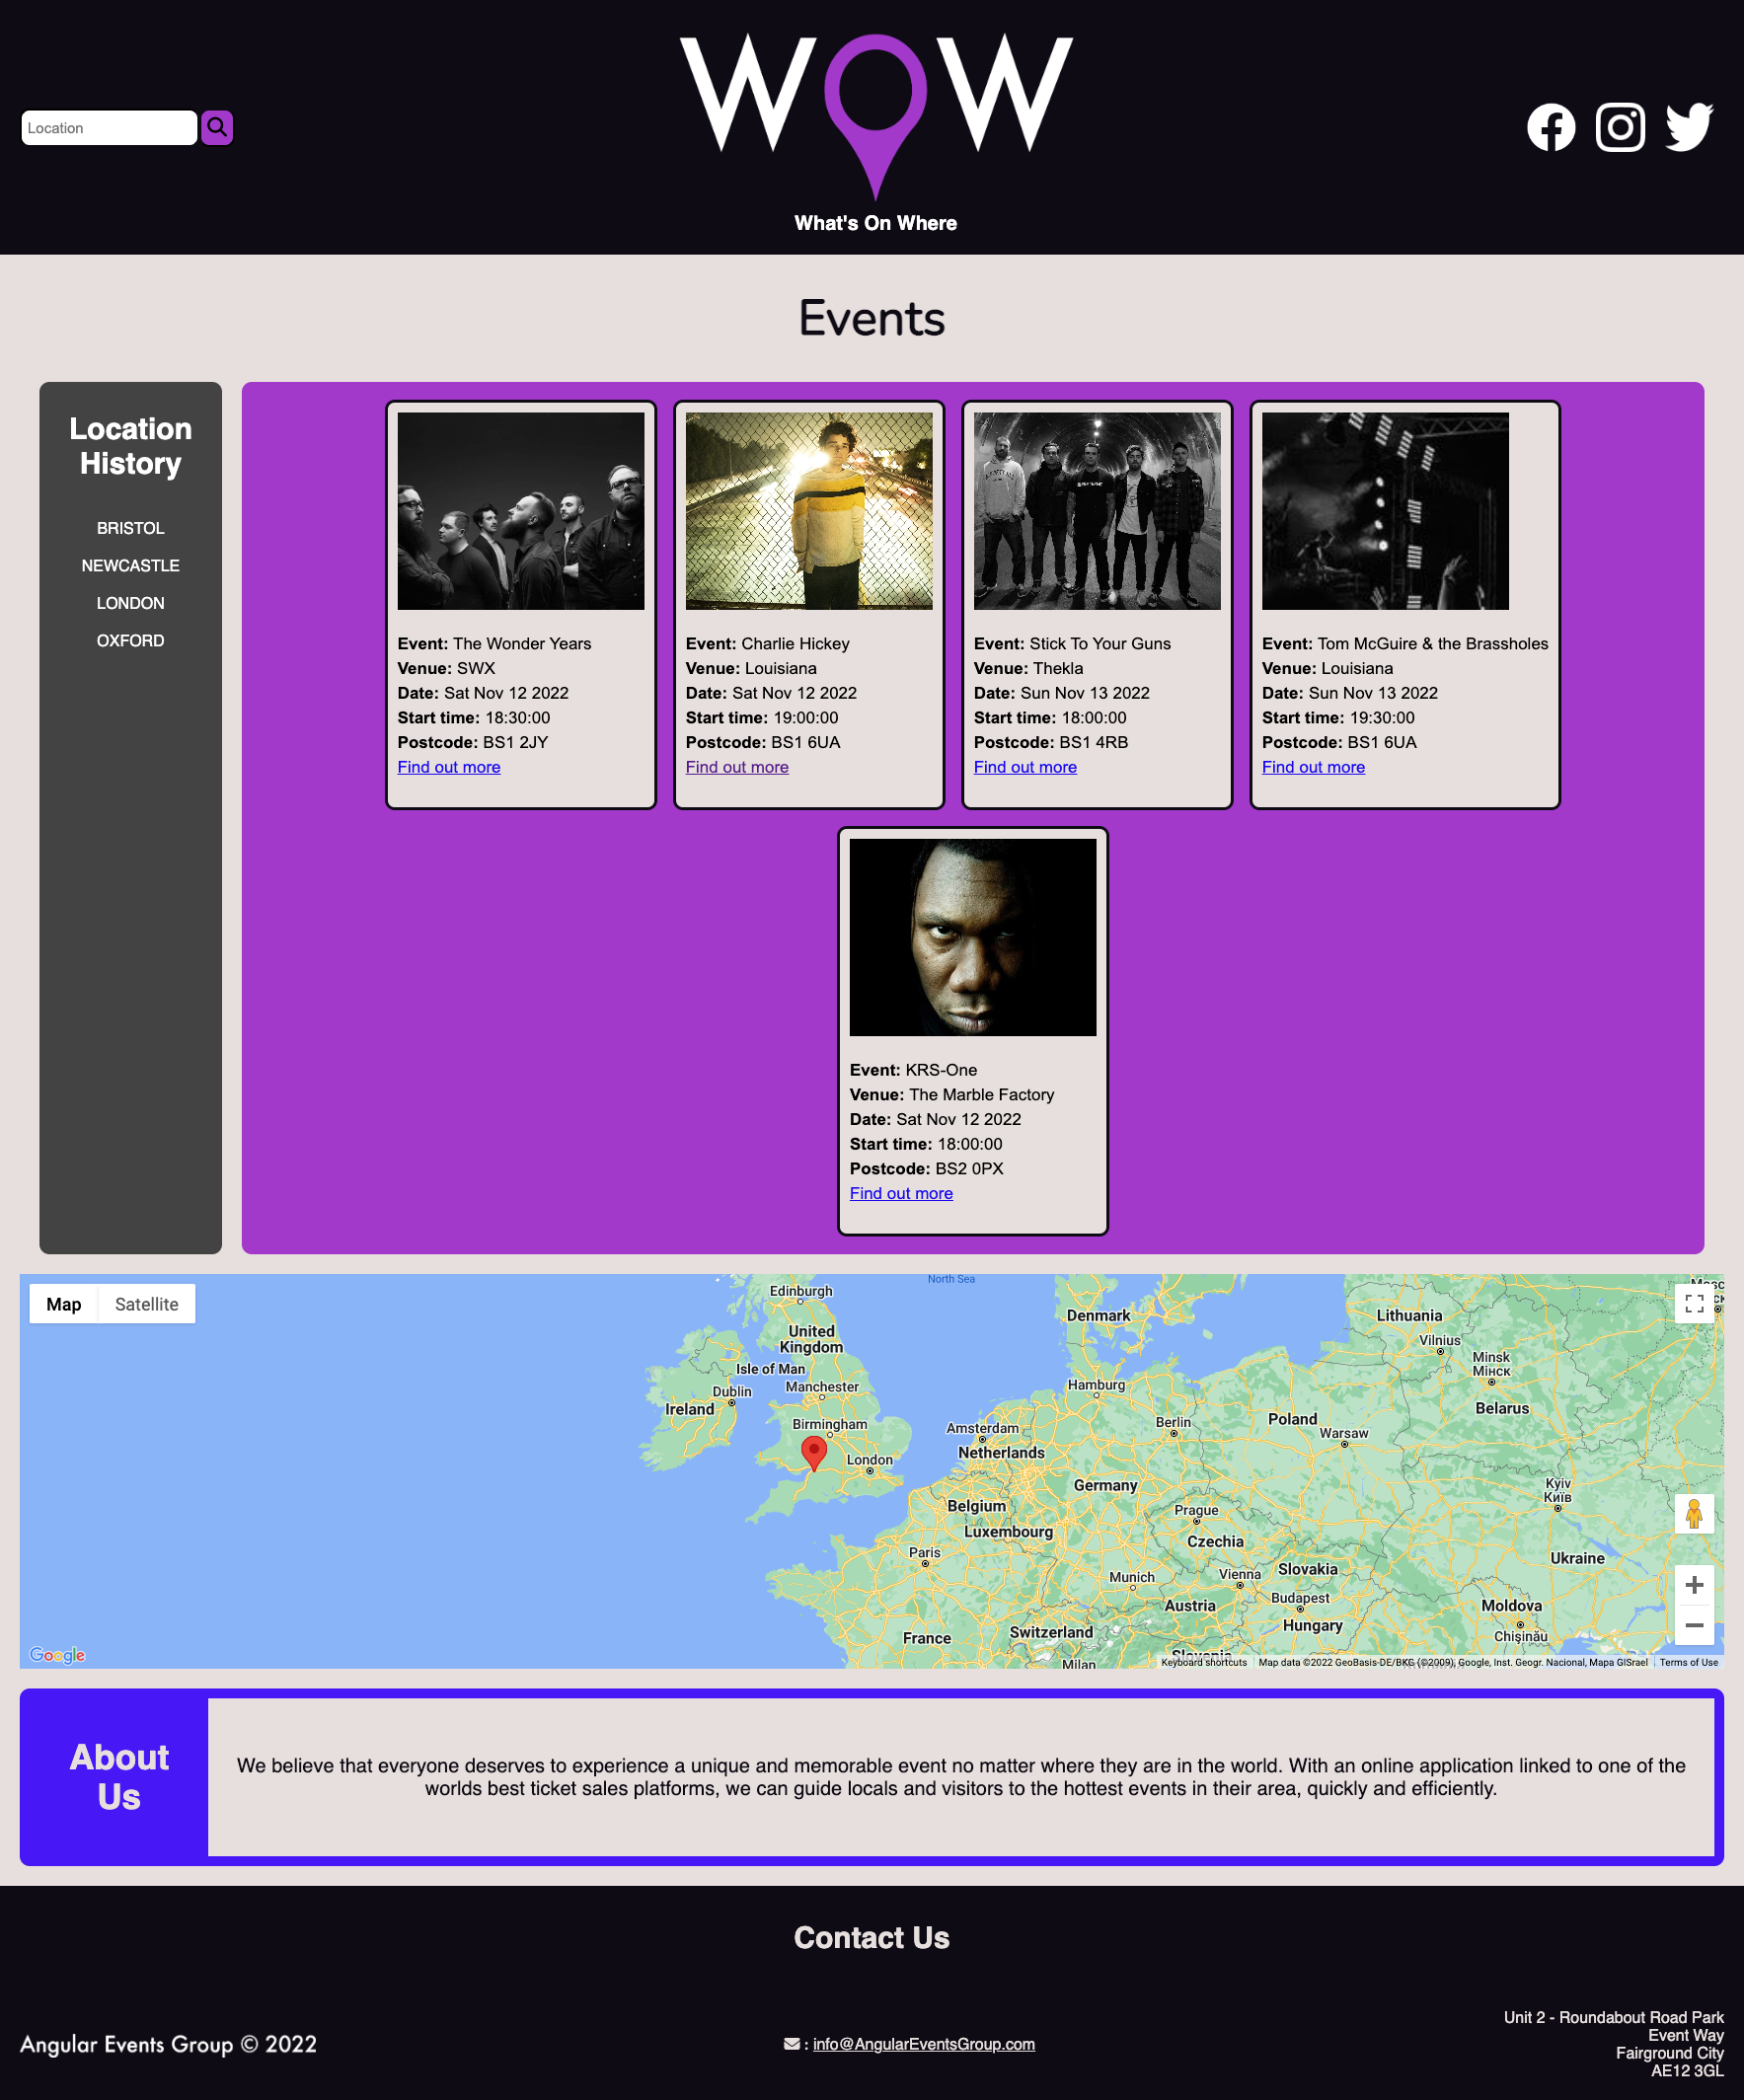 WOW
What's On Where
Location
Events
Location
History
BRISTOL
NEWCASTLE
LONDON
OXFORD
Event: The Wonder Years
Venue: SWX
Date: Sat Nov 12 2022
Start time: 18:30:00
Postcode: BS1 2JY
Find out more
Event: Charlie Hickey
Venue: Louisiana
Date: Sat Nov 12 2022
Start time: 19:00:00
Postcode: BS1 6UA
Find out more
Event: Stick To Your Guns
Venue: Thekla
Date: Sun Nov 13 2022
Start time: 18:00:00
Postcode: BS1 4RB
Find out more
Event: Tom McGuire & the Brassholes
Venue: Louisiana
Date: Sun Nov 13 2022
Start time: 19:30:00
Postcode: BS1 6UA
Find out more
Event: KRS-One
Venue: The Marble Factory
Date: Sat Nov 12 2022
Start time: 18:00:00
Postcode: BS2 0PX
Find out more
Map
Satellite
North Sea
Edinburgh
United
Kingdom
Isle of Man
Dublin
Manchester
Ireland
Birmingham
London
Denmark
Hamburg
Amsterdam
Netherlands
Berlin
Belgium
Germany
Luxembourg
Paris
Prague
Czechia
Munich
Vienna
Slovakia
Austria
Budapest
Hungary
France
Switzerland
Milan
Slovenia
Lithuania
Vilnius
Minsk
Мінск
Belarus
Poland
Warsaw
Kyiv
Київ
Ukraine
Moldova
Chișinău
Google
Keyboard shortcuts
Map data ©2022 GeoBasis-DE/BKG (©2009), Google, Inst. Geogr. Nacional, Mapa GISrael
Terms of Use
About
Us
We believe that everyone deserves to experience a unique and memorable event no matter where they are in the world. With an online application linked to one of the
worlds best ticket sales platforms, we can guide locals and visitors to the hottest events in their area, quickly and efficiently.
Contact Us
Angular Events Group © 2022
: info@AngularEventsGroup.com
Unit 2 - Roundabout Road Park
Event Way
Fairground City
AE12 3GL